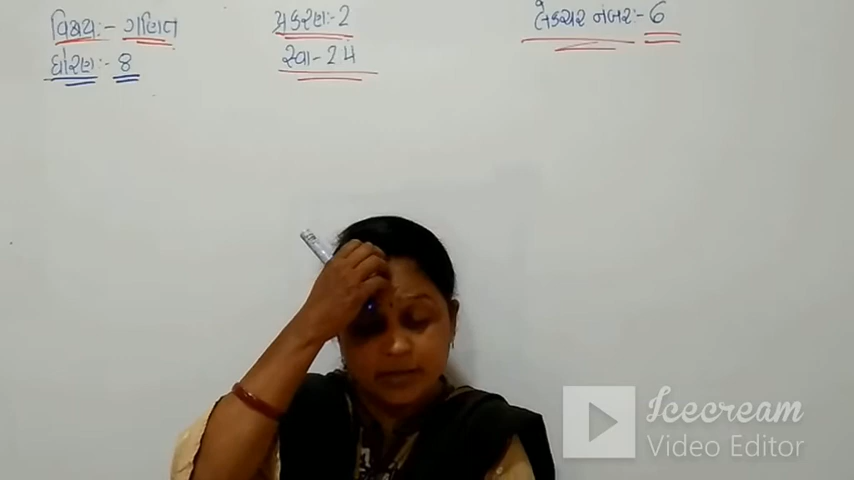 વિષય:- ગણિત
પ્રકરણ:- 2
લેક્ચર નંબર:- 6
ધોરણ:- 8
સ્વા - 2.4
Icecream
Video Editor